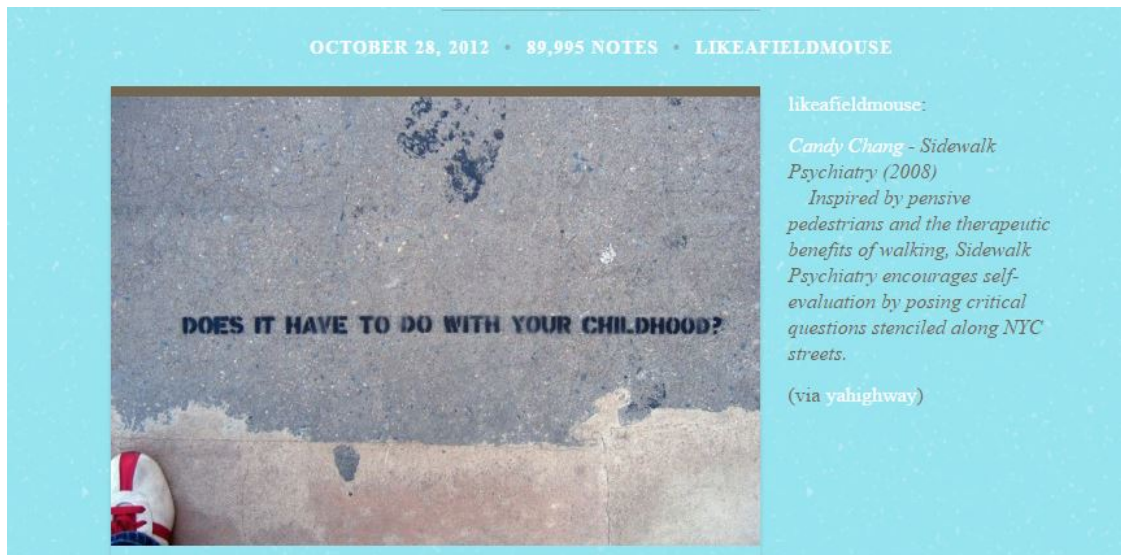 OCTOBER 28, 2012 • 89,995 NOTES • LIKEAFIELDMOUSE
DOES IT HAVE TO DO WITH YOUR CHILDHOOD?
likeafieldmouse:
Candy Chang - Sidewalk
Psychiatry (2008)
Inspired by pensive
pedestrians and the therapeutic
benefits of walking, Sidewalk
Psychiatry encourages self-
evaluation by posing critical
questions stenciled along NYC
streets.
(via yahighway)